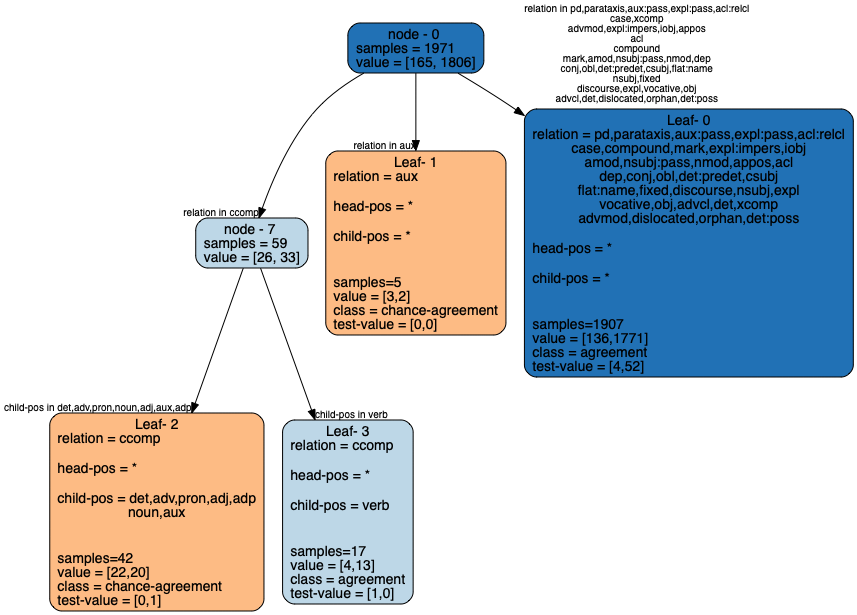 relation in pd,parataxis,aux:pass,expl:pass,acl:relcl
case,xcomp
advmod,expl:impers,iobj,appos
acl
compound
mark,amod,nsubj:pass,nmod,dep
conj,obl,det:predet,csubj,flat:name
nsubj,fixed
discourse,expl,vocative,obj
advcl,det,dislocated,orphan,det:poss
node - 0
samples = 1971
value = [165, 1806]
relation in aux
relation in ccomp
Leaf- 0
relation = pd,parataxis,aux:pass,expl:pass,acl:relcl
case,compound,mark,expl:impers,iobj
amod,nsubj:pass,nmod,appos,acl
dep,conj,obl,det:predet,csubj
flat:name,fixed,discourse,nsubj,expl
vocative,obj,advcl,det,xcomp
advmod,dislocated,orphan,det:poss
head-pos = *
child-pos = *
samples=1907
value = [136,1771]
class = agreement
test-value = [4,52]
Leaf- 1
relation = aux
head-pos = *
child-pos = *
samples=5
value = [3,2]
class = chance-agreement
test-value = [0,0]
node - 7
samples = 59
value = [26, 33]
child-pos in det,adv,pron,noun,adj,aux,adp
child-pos in verb
Leaf- 2
relation = ccomp
head-pos = *
child-pos = det,adv,pron,adj,adp
noun,aux
samples=42
value = [22,20]
class = chance-agreement
test-value = [0,1]
Leaf- 3
relation = ccomp
head-pos = *
child-pos = verb
samples=17
value = [4,13]
class = agreement
test-value = [1,0]